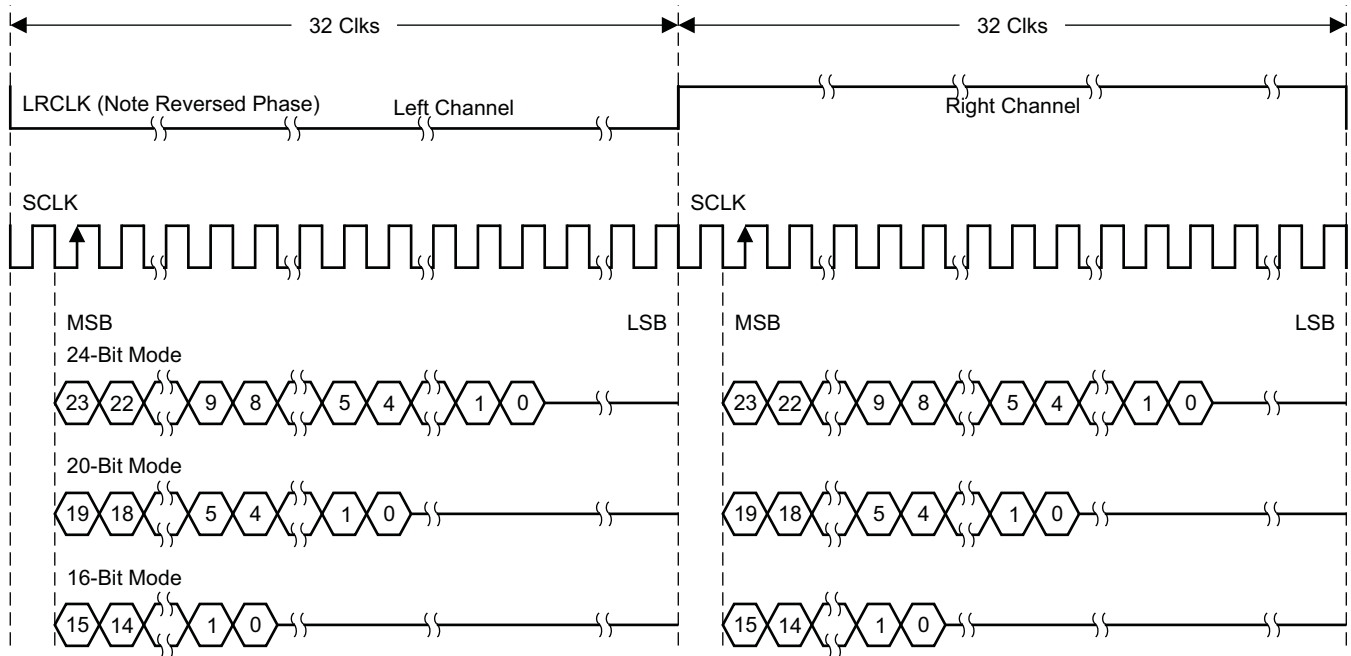 32 Clks 32 Clks
LRCLK (Note Reversed Phase) Left Channel Right Channel
SCLK SCLK
MSB LSB MSB LSB
24-Bit Mode
23 22 9 8 5 4 1 0 23 22 9 8 5 4 1 0
20-Bit Mode
19 18 5 4 1 0 19 18 5 4 1 0
16-Bit Mode
15 14 1 0 15 14 1 0